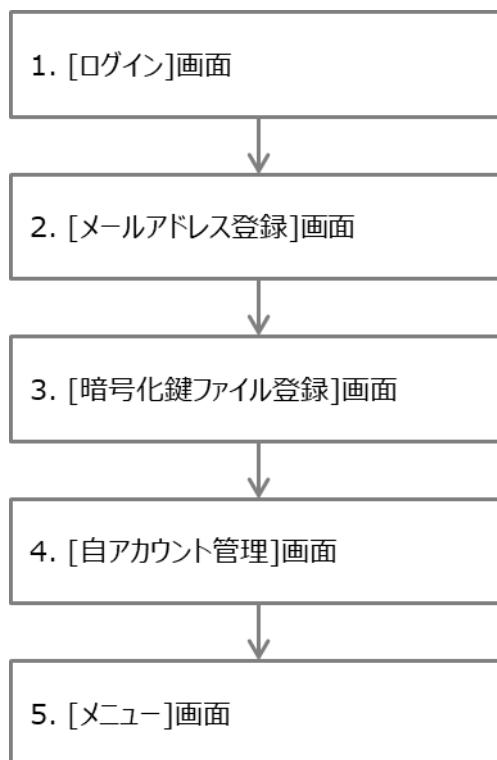 1. [ログイン]画面
2. [メールアドレス登録]画面
3. [暗号化鍵ファイル登録]画面
4. [自アカウント管理]画面
5. [メニュー]画面